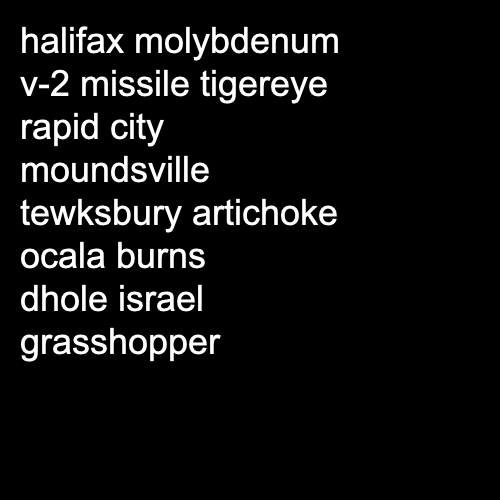 halifax molybdenum
v-2 missile tigereye
rapid city
moundsville
tewksbury artichoke
ocala burns
dhole israel
grasshopper